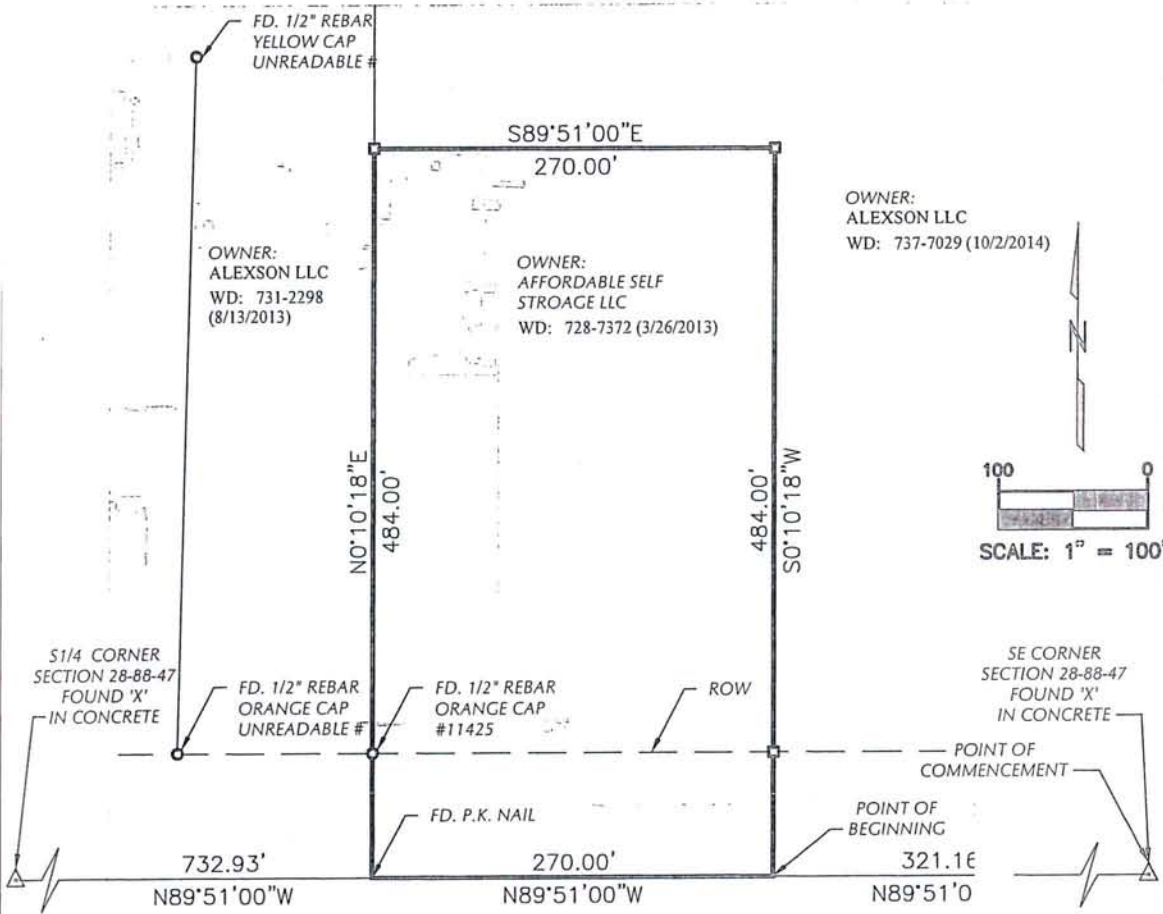 FD. 1/2" REBAR
YELLOW CAP
UNREADABLE #
S89°51'00"E
270.00'
OWNER:
ALEXSON LLC
WD: 737-7029 (10/2/2014)
OWNER:
ALEXSON LLC
WD: 731-2298
(8/13/2013)
OWNER:
AFFORDABLE SELF
STROAGE LLC
WD: 728-7372 (3/26/2013)
N
N0°10'18"E
484.00'
484.00'
S0°10'18"W
100 0
SCALE: 1" = 100'
S1/4 CORNER
SECTION 28-88-47
FOUND 'X'
IN CONCRETE
FD. 1/2" REBAR
ORANGE CAP
UNREADABLE #
FD. 1/2" REBAR
ORANGE CAP
#11425
ROW
SE CORNER
SECTION 28-88-47
FOUND 'X'
IN CONCRETE
POINT OF
COMMENCEMENT
FD. P.K. NAIL
POINT OF
BEGINNING
732.93'
N89°51'00"W
270.00'
N89°51'00"W
321.16
N89°51'0